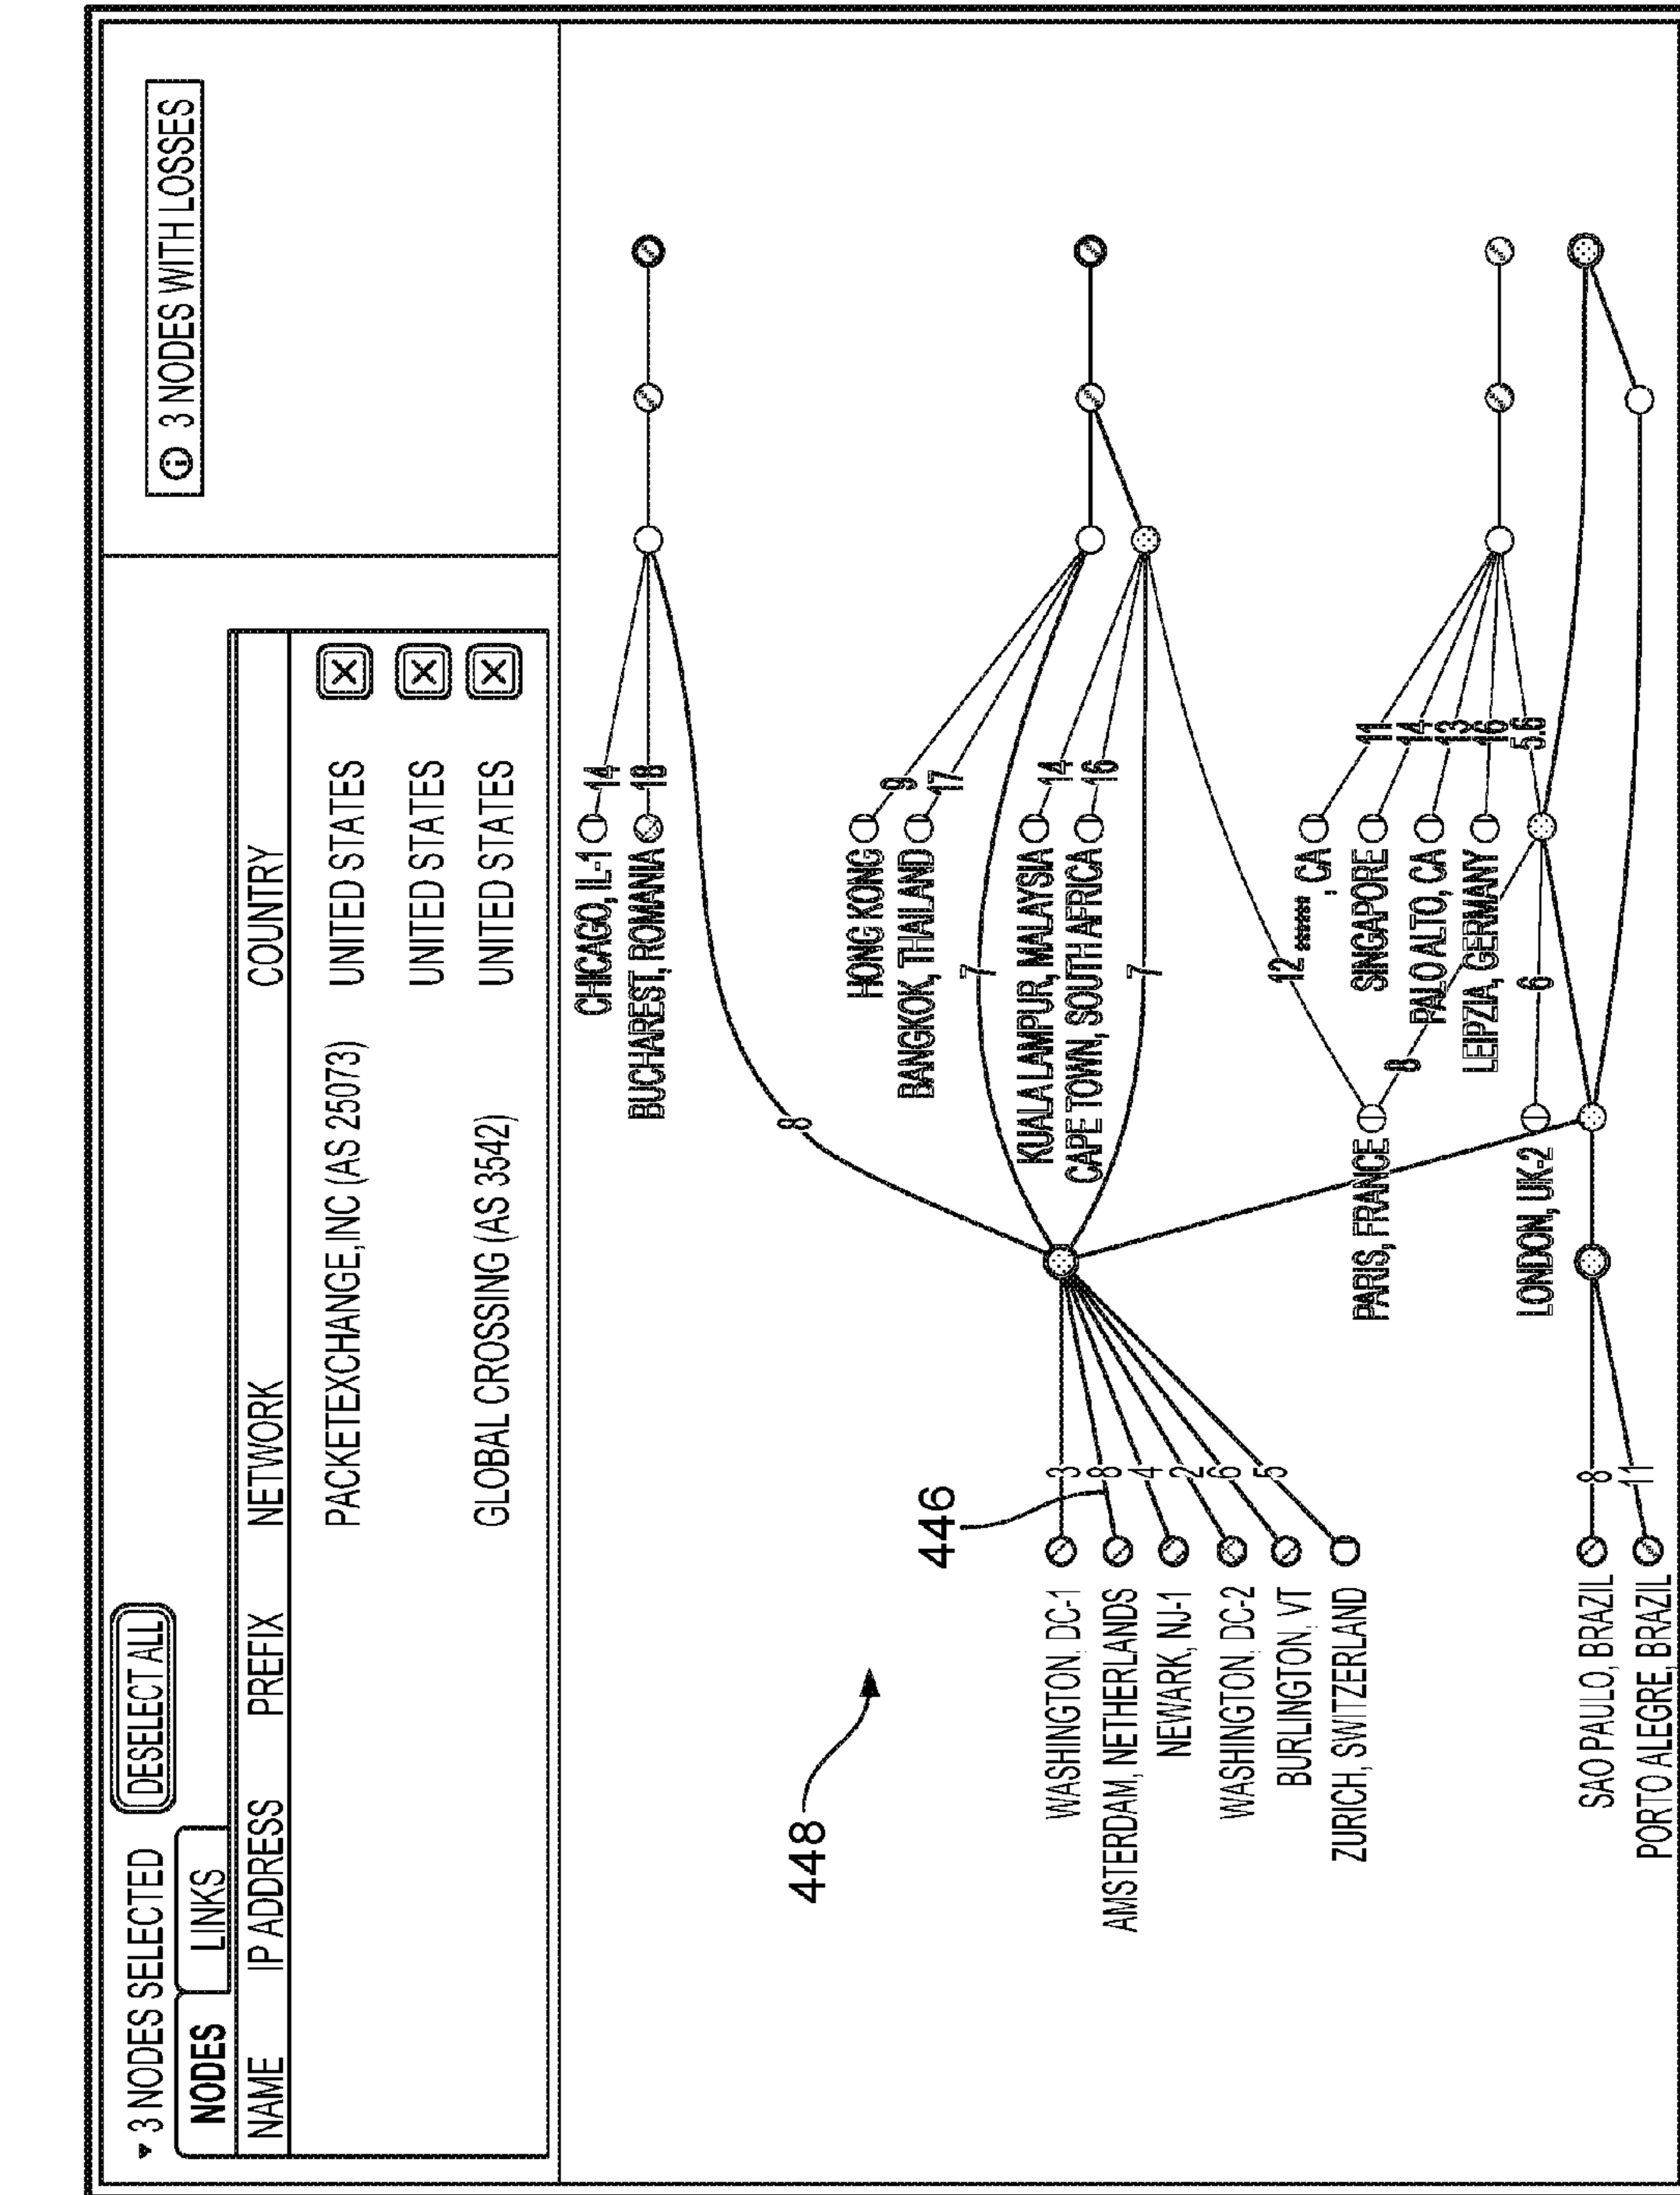 ▾ 3 NODES SELECTED
DESELECT ALL
ⓘ 3 NODES WITH LOSSES
NODES
LINKS
NAME IP ADDRESS PREFIX NETWORK COUNTRY
PACKETEXCHANGE,INC (AS 25073) UNITED STATES X
UNITED STATES X
GLOBAL CROSSING (AS 3542) UNITED STATES X
CHICAGO, IL-1 14
BUCHAREST, ROMANIA 18
8
448
HONG KONG 9
BANGKOK, THAILAND 17
446
7
KUALA LAMPUR, MALAYSIA 14
CAPE TOWN, SOUTH AFRICA 16
7
WASHINGTON, DC-1 3
AMSTERDAM, NETHERLANDS 8
NEWARK, NJ-1 4
WASHINGTON, DC-2 2
BURLINGTON, VT 6
ZURICH, SWITZERLAND 5
12
******, CA 11
PARIS, FRANCE 8
SINGAPORE 14
PALO ALTO, CA 13
LEIPZIA, GERMANY 16
5.6
LONDON, UK-2 6
SAO PAULO, BRAZIL 8
PORTO ALEGRE, BRAZIL 11